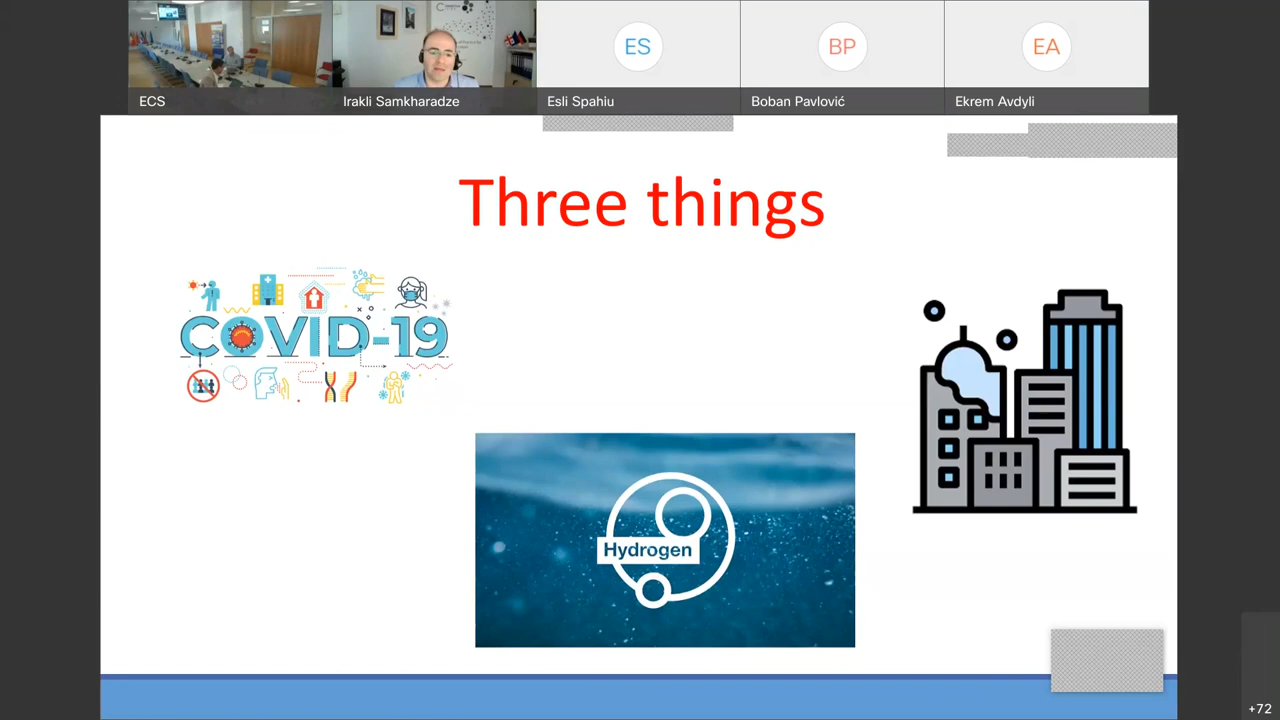 ES
BP
EA
ECS
Irakli Samkharadze
Esli Spahiu
Boban Pavlović
Ekrem Avdyli
Three things
COVID-19
Hydrogen
+72